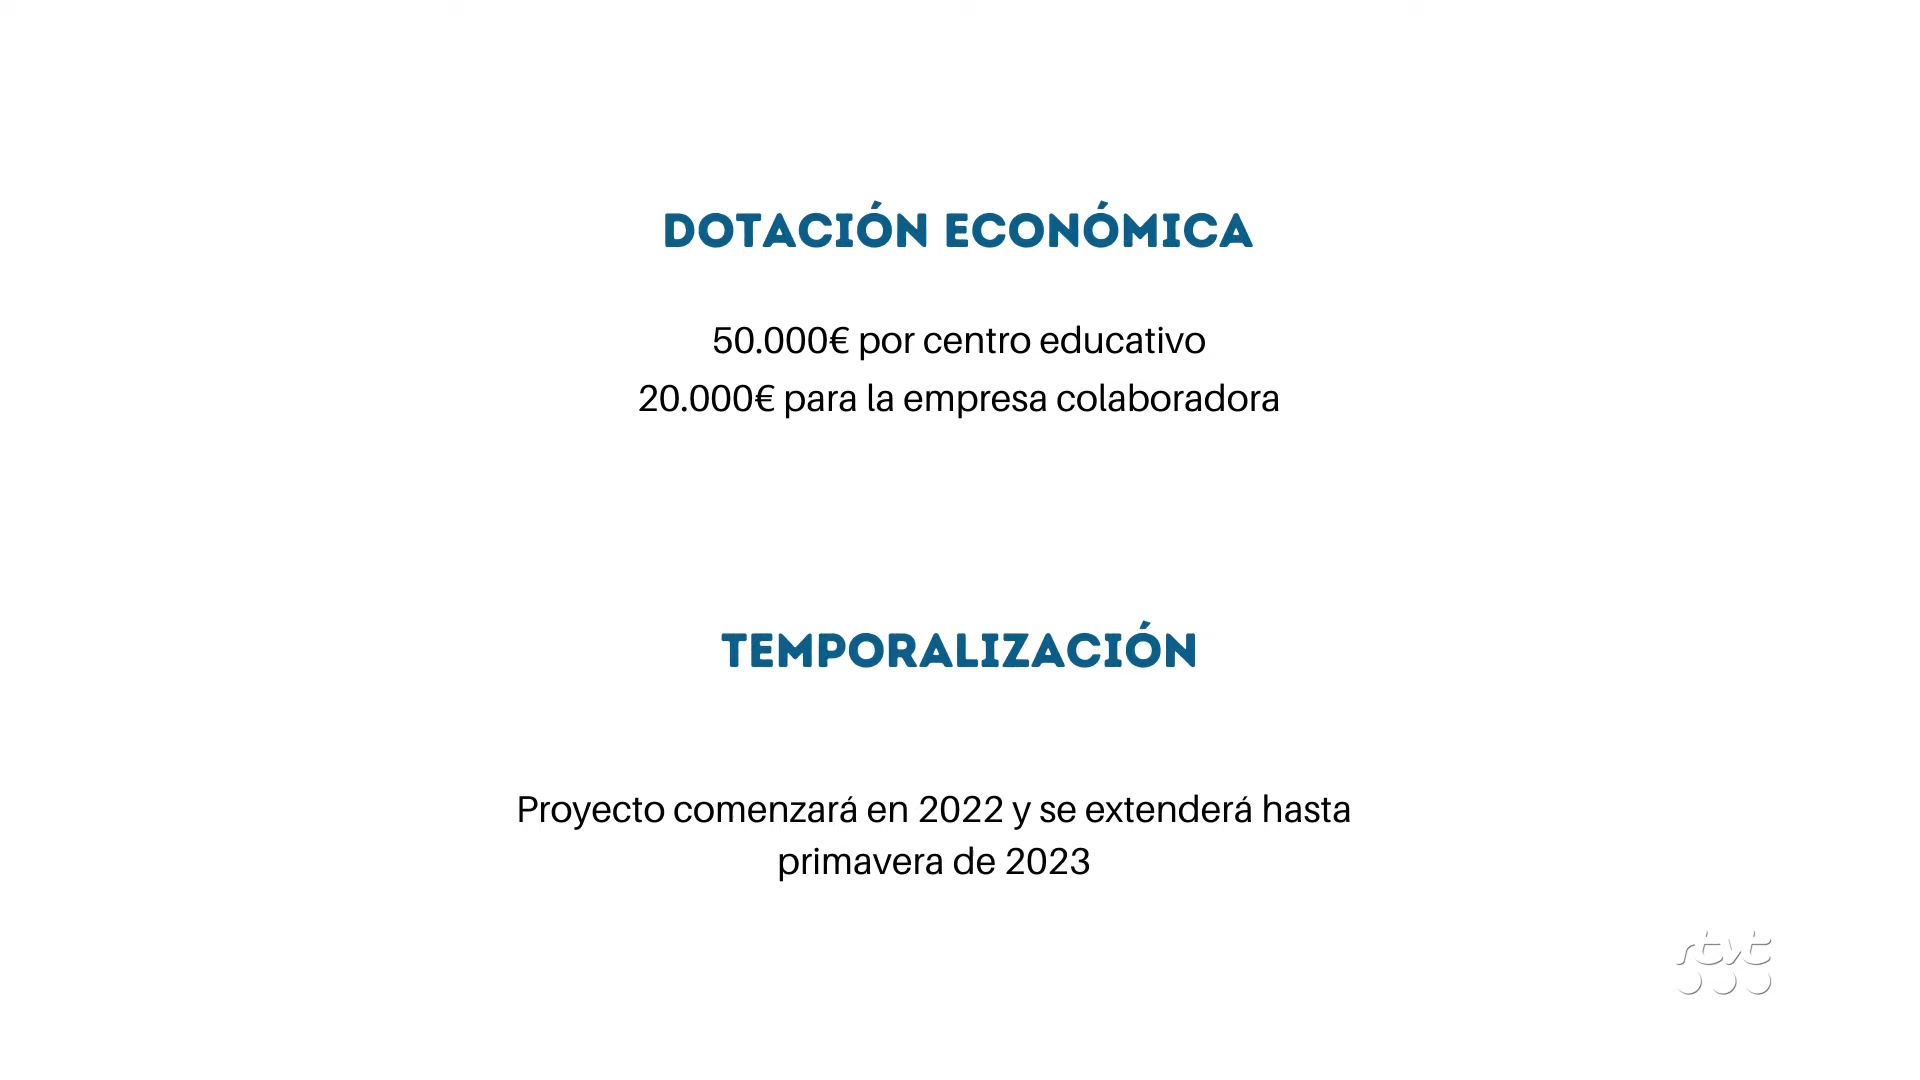 DOTACIÓN ECONÓMICA
50.000€ por centro educativo
20.000€ para la empresa colaboradora
TEMPORALIZACIÓN
Proyecto comenzará en 2022 y se extenderá hasta
primavera de 2023
rtvt